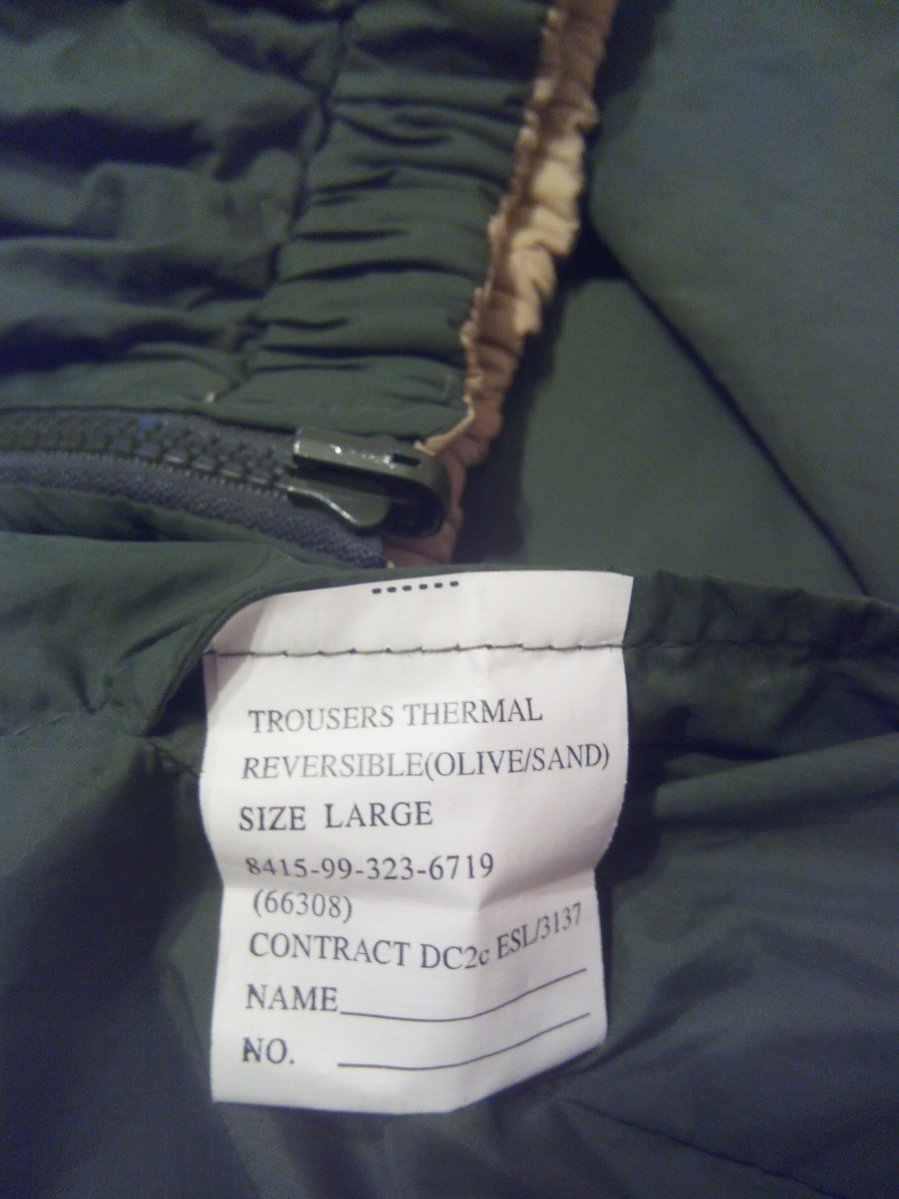 TROUSERS THERMAL
REVERSIBLE(OLIVE/SAND)
SIZE LARGE
8415-99-323-6719
(66308)
CONTRACT DC2c ESL/3137
NAME
NO.